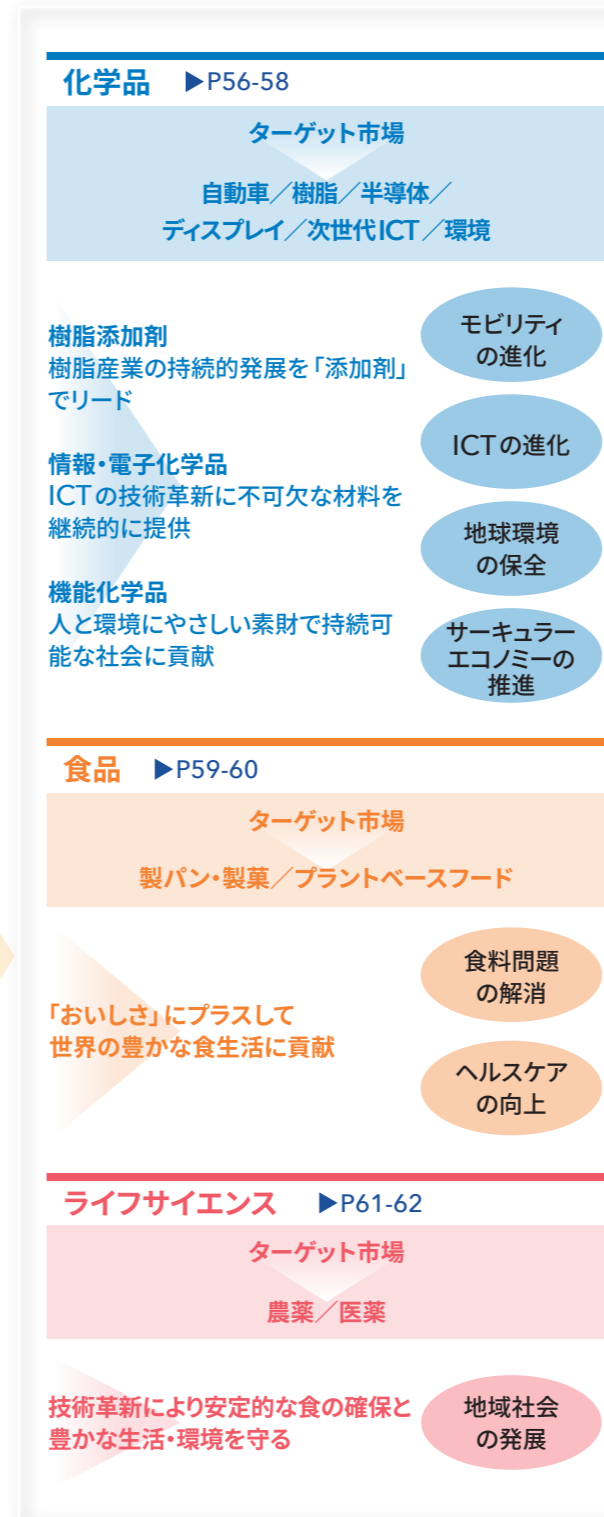 化学品 ▶P56-58
ターゲット市場
自動車／樹脂／半導体／
ディスプレイ／次世代ICT／環境
樹脂添加剤
樹脂産業の持続的発展を「添加剤」
でリード
情報・電子化学品
ICTの技術革新に不可欠な材料を
継続的に提供
機能化学品
人と環境にやさしい素財で持続可
能な社会に貢献
モビリティ
の進化
ICTの進化
地球環境
の保全
サーキュラー
エコノミーの
推進
食品 ▶P59-60
ターゲット市場
製パン・製菓／プラントベースフード
「おいしさ」にプラスして
世界の豊かな食生活に貢献
食料問題
の解消
ヘルスケア
の向上
ライフサイエンス ▶P61-62
ターゲット市場
農薬／医薬
技術革新により安定的な食の確保と
豊かな生活・環境を守る
地域社会
の発展